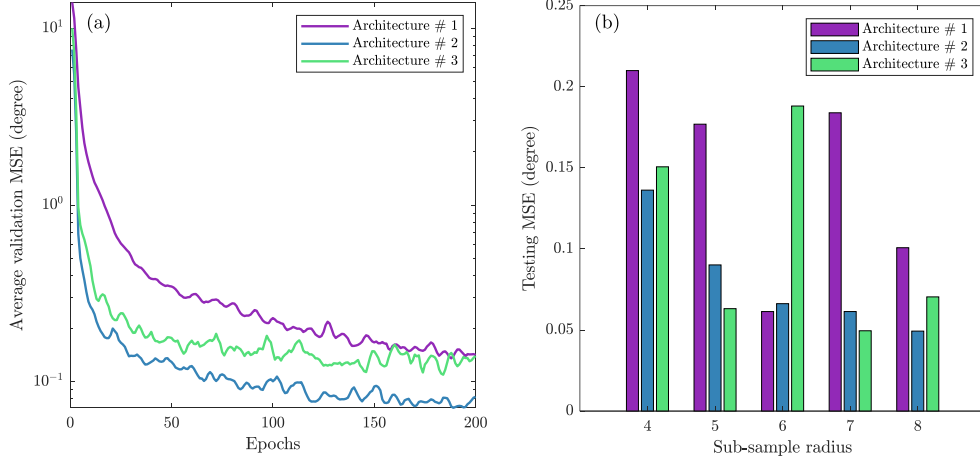 (a)
Architecture # 1
Architecture # 2
Architecture # 3
Average validation MSE (degree)
10^1
10^0
10^-1
0 50 100 150 200
Epochs
(b)
Architecture # 1
Architecture # 2
Architecture # 3
Testing MSE (degree)
0.25
0.2
0.15
0.1
0.05
0
4 5 6 7 8
Sub-sample radius